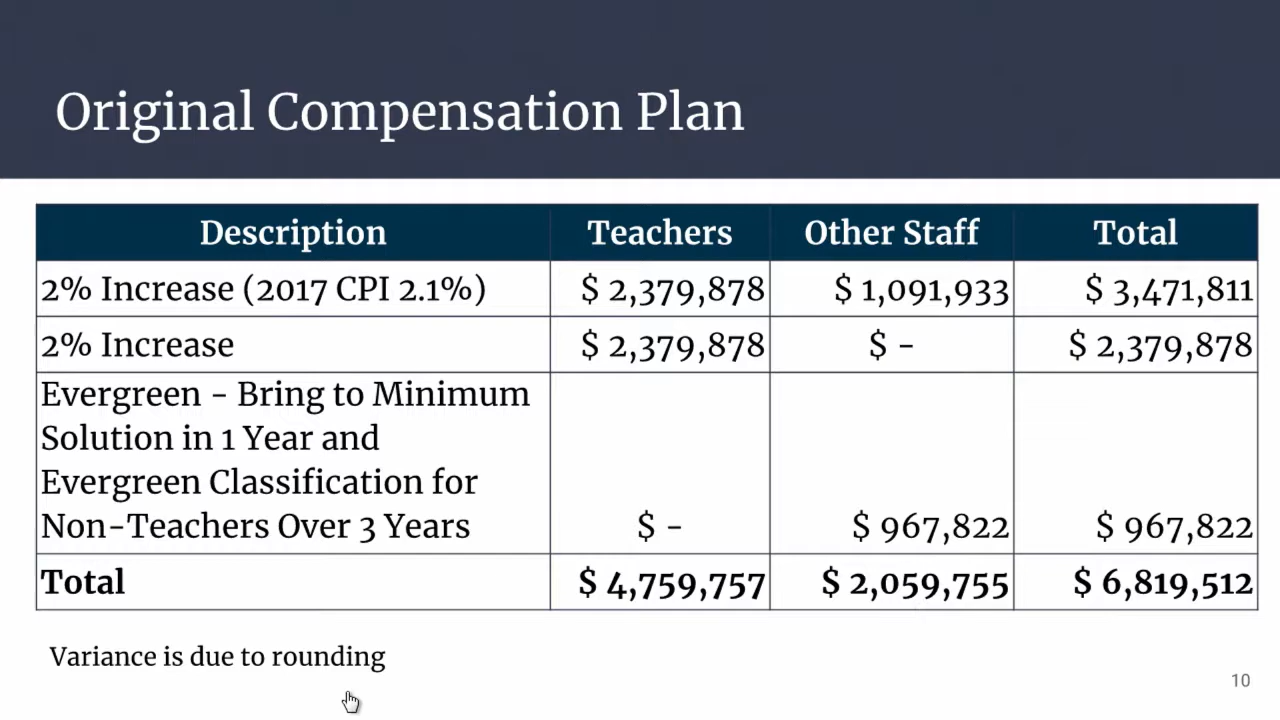 Original Compensation Plan
Description Teachers Other Staff Total
2% Increase (2017 CPI 2.1%) $ 2,379,878 $ 1,091,933 $ 3,471,811
2% Increase $ 2,379,878 $ - $ 2,379,878
Evergreen - Bring to Minimum
Solution in 1 Year and
Evergreen Classification for
Non-Teachers Over 3 Years $ - $ 967,822 $ 967,822
Total $ 4,759,757 $ 2,059,755 $ 6,819,512
Variance is due to rounding
10